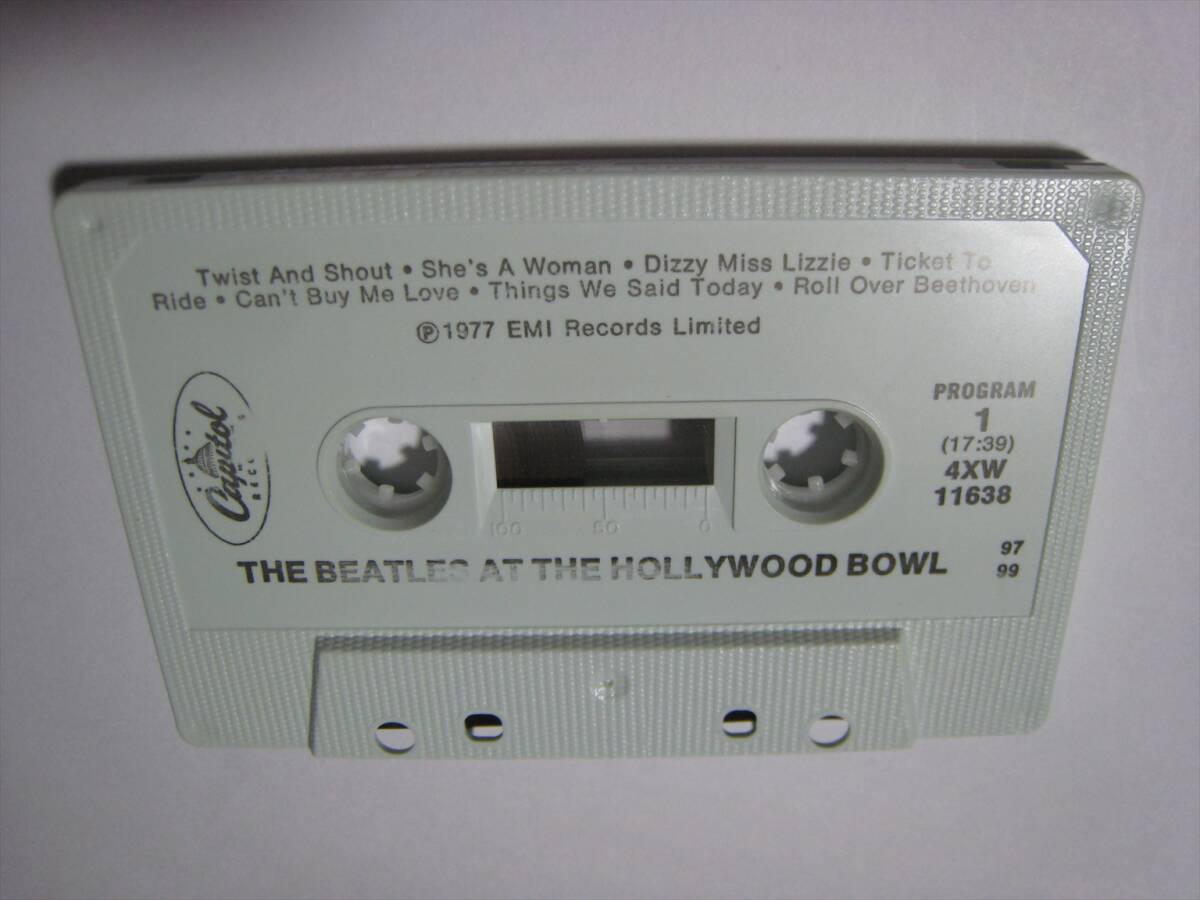 Twist And Shout • She's A Woman • Dizzy Miss Lizzie • Ticket To
Ride • Can't Buy Me Love • Things We Said Today • Roll Over Beethoven
℗1977 EMI Records Limited
Capitol
PROGRAM
1
(17:39)
4XW
11638
100 50 0
THE BEATLES AT THE HOLLYWOOD BOWL
97
99